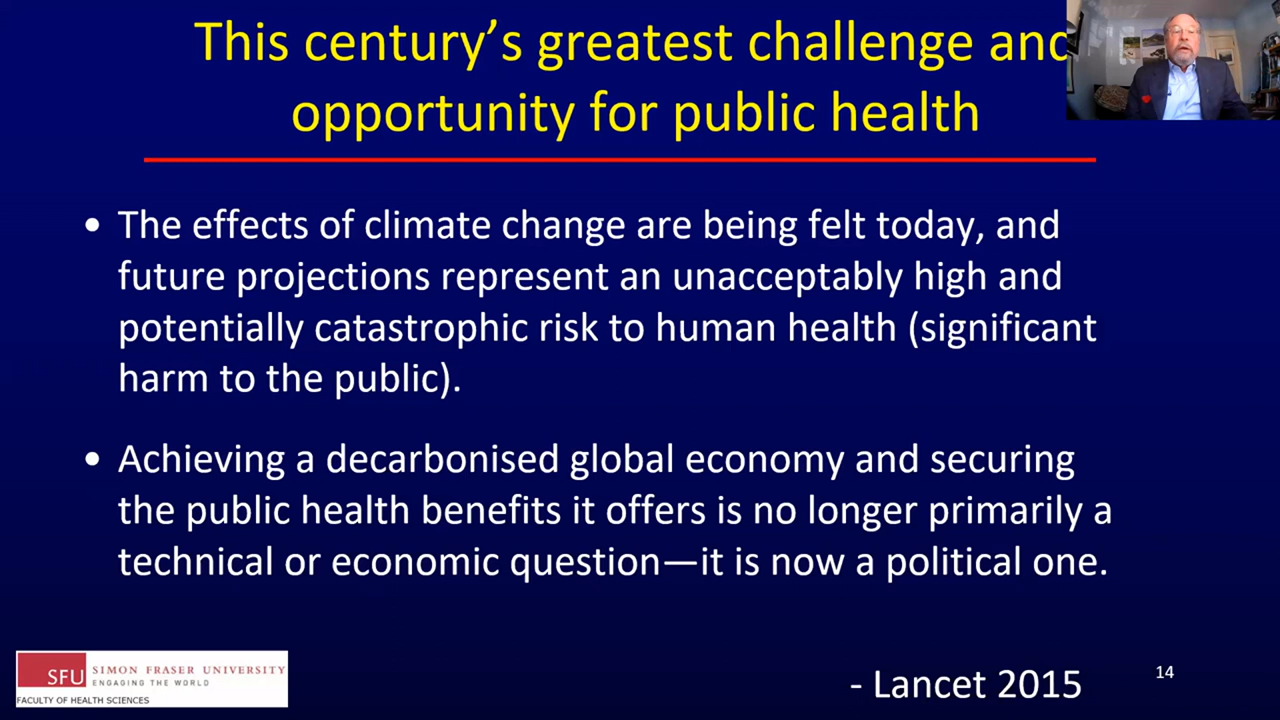 This century’s greatest challenge and
opportunity for public health
• The effects of climate change are being felt today, and
future projections represent an unacceptably high and
potentially catastrophic risk to human health (significant
harm to the public).
• Achieving a decarbonised global economy and securing
the public health benefits it offers is no longer primarily a
technical or economic question—it is now a political one.
SFU SIMON FRASER UNIVERSITY
ENGAGING THE WORLD
FACULTY OF HEALTH SCIENCES
- Lancet 2015
14